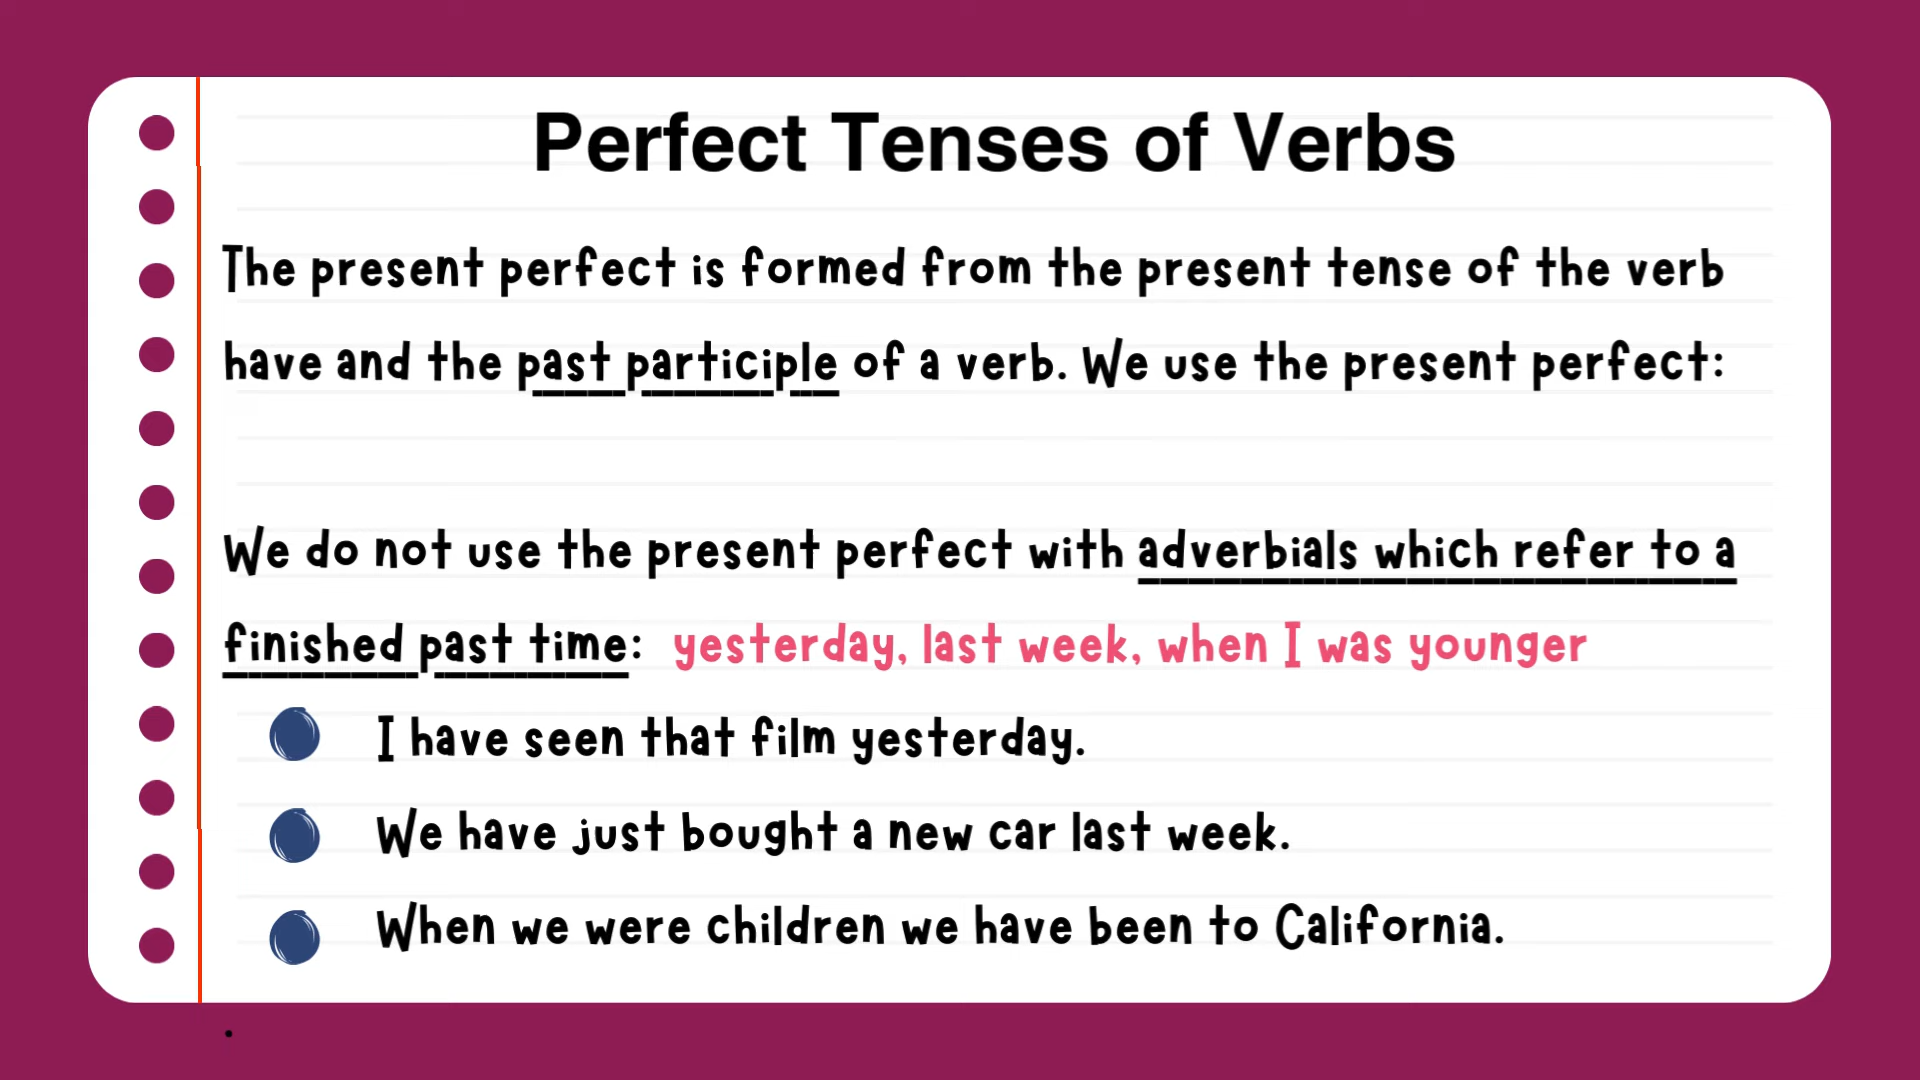 Perfect Tenses of Verbs
The present perfect is formed from the present tense of the verb
have and the past participle of a verb. We use the present perfect:
We do not use the present perfect with adverbials which refer to a
finished past time: yesterday, last week, when I was younger
I have seen that film yesterday.
We have just bought a new car last week.
When we were children we have been to California.